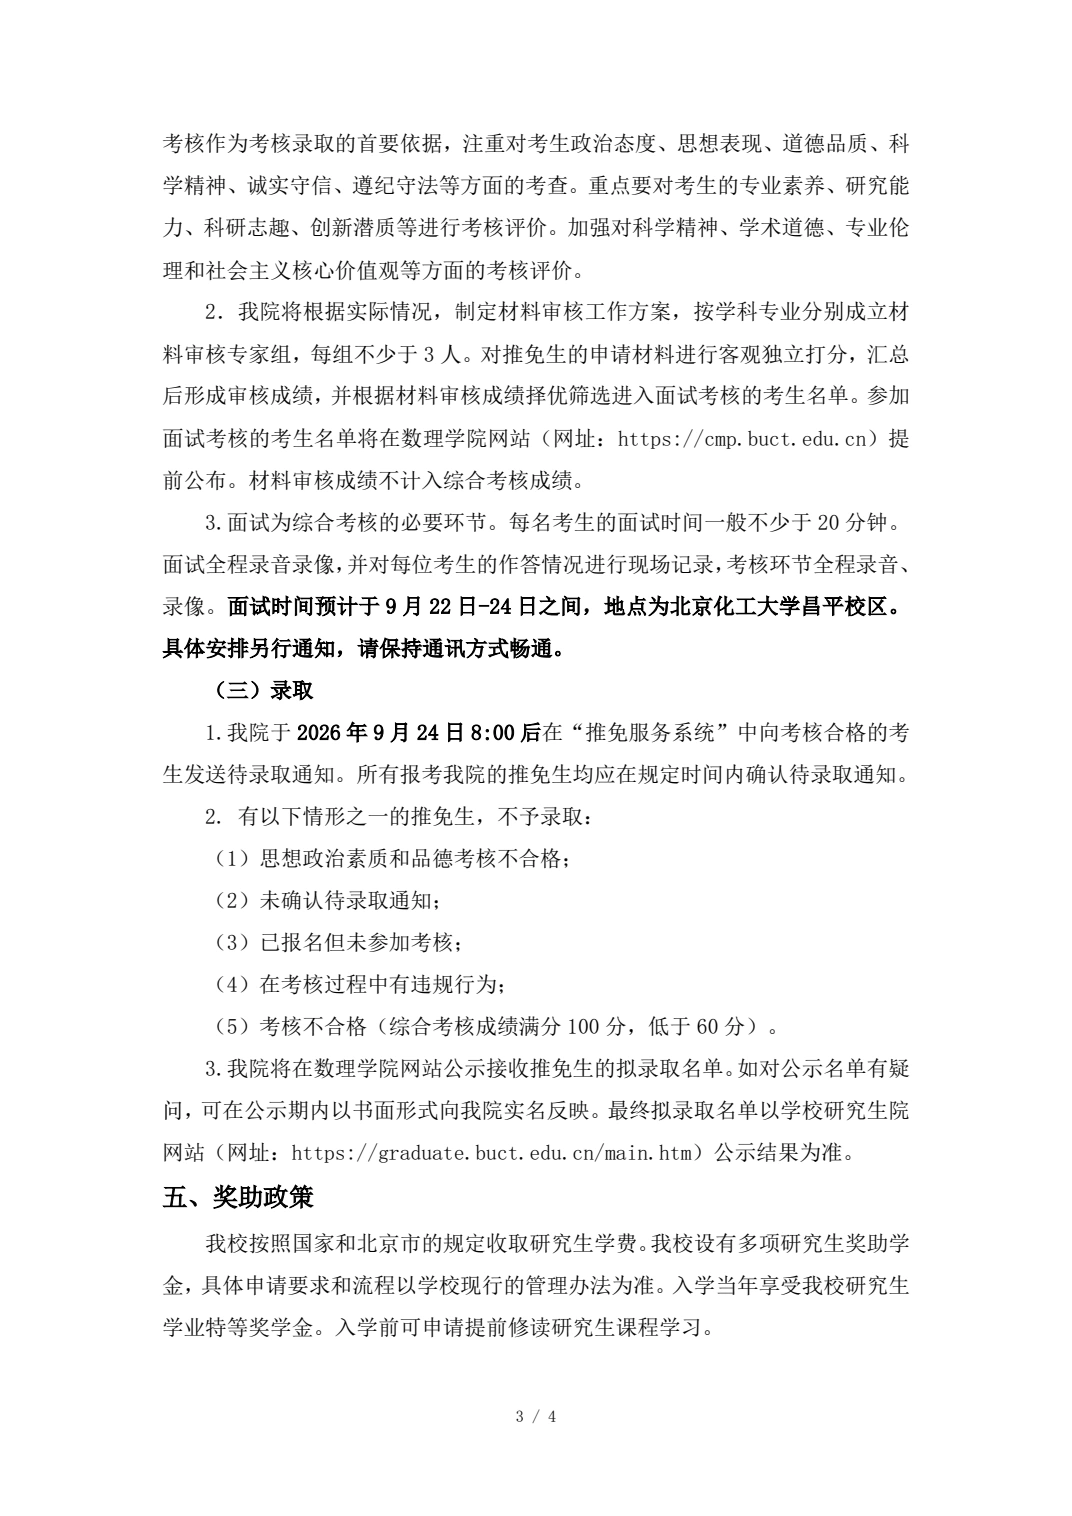 考核作为考核录取的首要依据，注重对考生政治态度、思想表现、道德品质、科
学精神、诚实守信、遵纪守法等方面的考查。重点要对考生的专业素养、研究能
力、科研志趣、创新潜质等进行考核评价。加强对科学精神、学术道德、专业伦
理和社会主义核心价值观等方面的考核评价。
2. 我院将根据实际情况，制定材料审核工作方案，按学科专业分别成立材
料审核专家组，每组不少于 3 人。对推免生的申请材料进行客观独立打分，汇总
后形成审核成绩，并根据材料审核成绩择优筛选进入面试考核的考生名单。参加
面试考核的考生名单将在数理学院网站（网址：https://cmp.buct.edu.cn）提
前公布。材料审核成绩不计入综合考核成绩。
3.面试为综合考核的必要环节。每名考生的面试时间一般不少于 20 分钟。
面试全程录音录像，并对每位考生的作答情况进行现场记录，考核环节全程录音、
录像。面试时间预计于 9 月 22 日-24 日之间，地点为北京化工大学昌平校区。
具体安排另行通知，请保持通讯方式畅通。
（三）录取
1.我院于 2026 年 9 月 24 日 8:00 后在“推免服务系统”中向考核合格的考
生发送待录取通知。所有报考我院的推免生均应在规定时间内确认待录取通知。
2. 有以下情形之一的推免生，不予录取：
（1）思想政治素质和品德考核不合格；
（2）未确认待录取通知；
（3）已报名但未参加考核；
（4）在考核过程中有违规行为；
（5）考核不合格（综合考核成绩满分 100 分，低于 60 分）。
3.我院将在数理学院网站公示接收推免生的拟录取名单。如对公示名单有疑
问，可在公示期内以书面形式向我院实名反映。最终拟录取名单以学校研究生院
网站（网址：https://graduate.buct.edu.cn/main.htm）公示结果为准。
五、奖助政策
我校按照国家和北京市的规定收取研究生学费。我校设有多项研究生奖助学
金，具体申请要求和流程以学校现行的管理办法为准。入学当年享受我校研究生
学业特等奖学金。入学前可申请提前修读研究生课程学习。
3 / 4